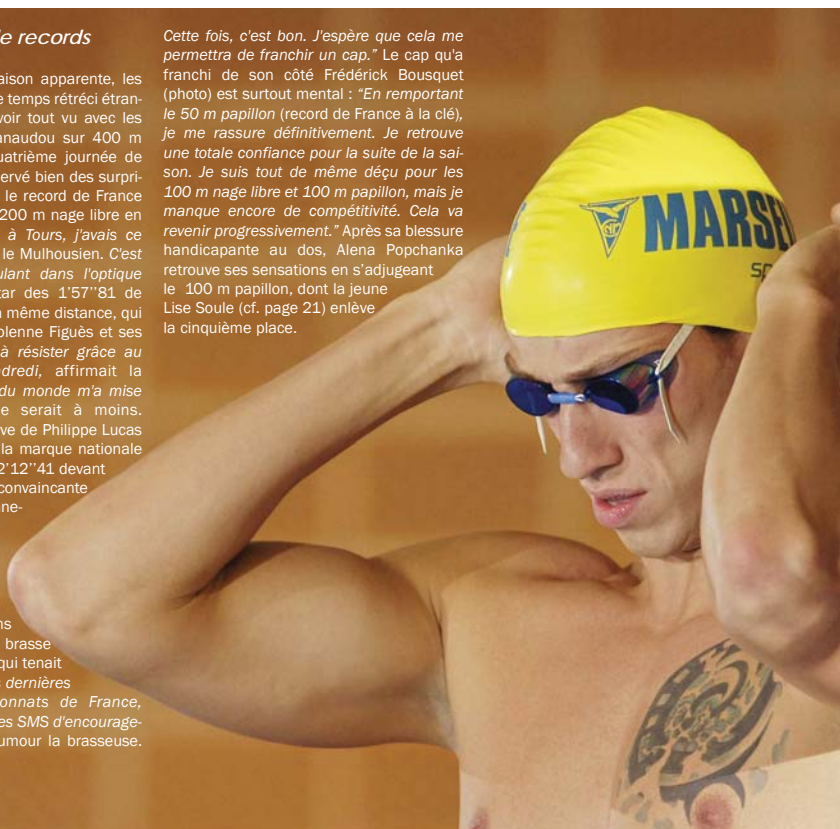 le records
aison apparente, les
e temps rétréci étran-
voir tout vu avec les
anaudou sur 400 m
uatrième journée de
servé bien des surpri-
le record de France
200 m nage libre en
à Tours, j'avais ce
le Mulhousien. C'est
ulant dans l'optique
tar des 1'57''81 de
a même distance, qui
olenne Figuès et ses
à résister grâce au
ndredi, affirmait la
du monde m'a mise
e serait à moins.
ve de Philippe Lucas
la marque nationale
2'12''41 devant
convaincante
ne-
ns
brasse
qui tenait
s dernières
onnats de France,
es SMS d'encourage-
umour la brasseuse.
Cette fois, c'est bon. J'espère que cela me
permettra de franchir un cap.” Le cap qu'a
franchi de son côté Frédérick Bousquet
(photo) est surtout mental : “En remportant
le 50 m papillon (record de France à la clé),
je me rassure définitivement. Je retrouve
une totale confiance pour la suite de la sai-
son. Je suis tout de même déçu pour les
100 m nage libre et 100 m papillon, mais je
manque encore de compétitivité. Cela va
revenir progressivement.” Après sa blessure
handicapante au dos, Alena Popchanka
retrouve ses sensations en s’adjugeant
le 100 m papillon, dont la jeune
Lise Soule (cf. page 21) enlève
la cinquième place.
MARSEI